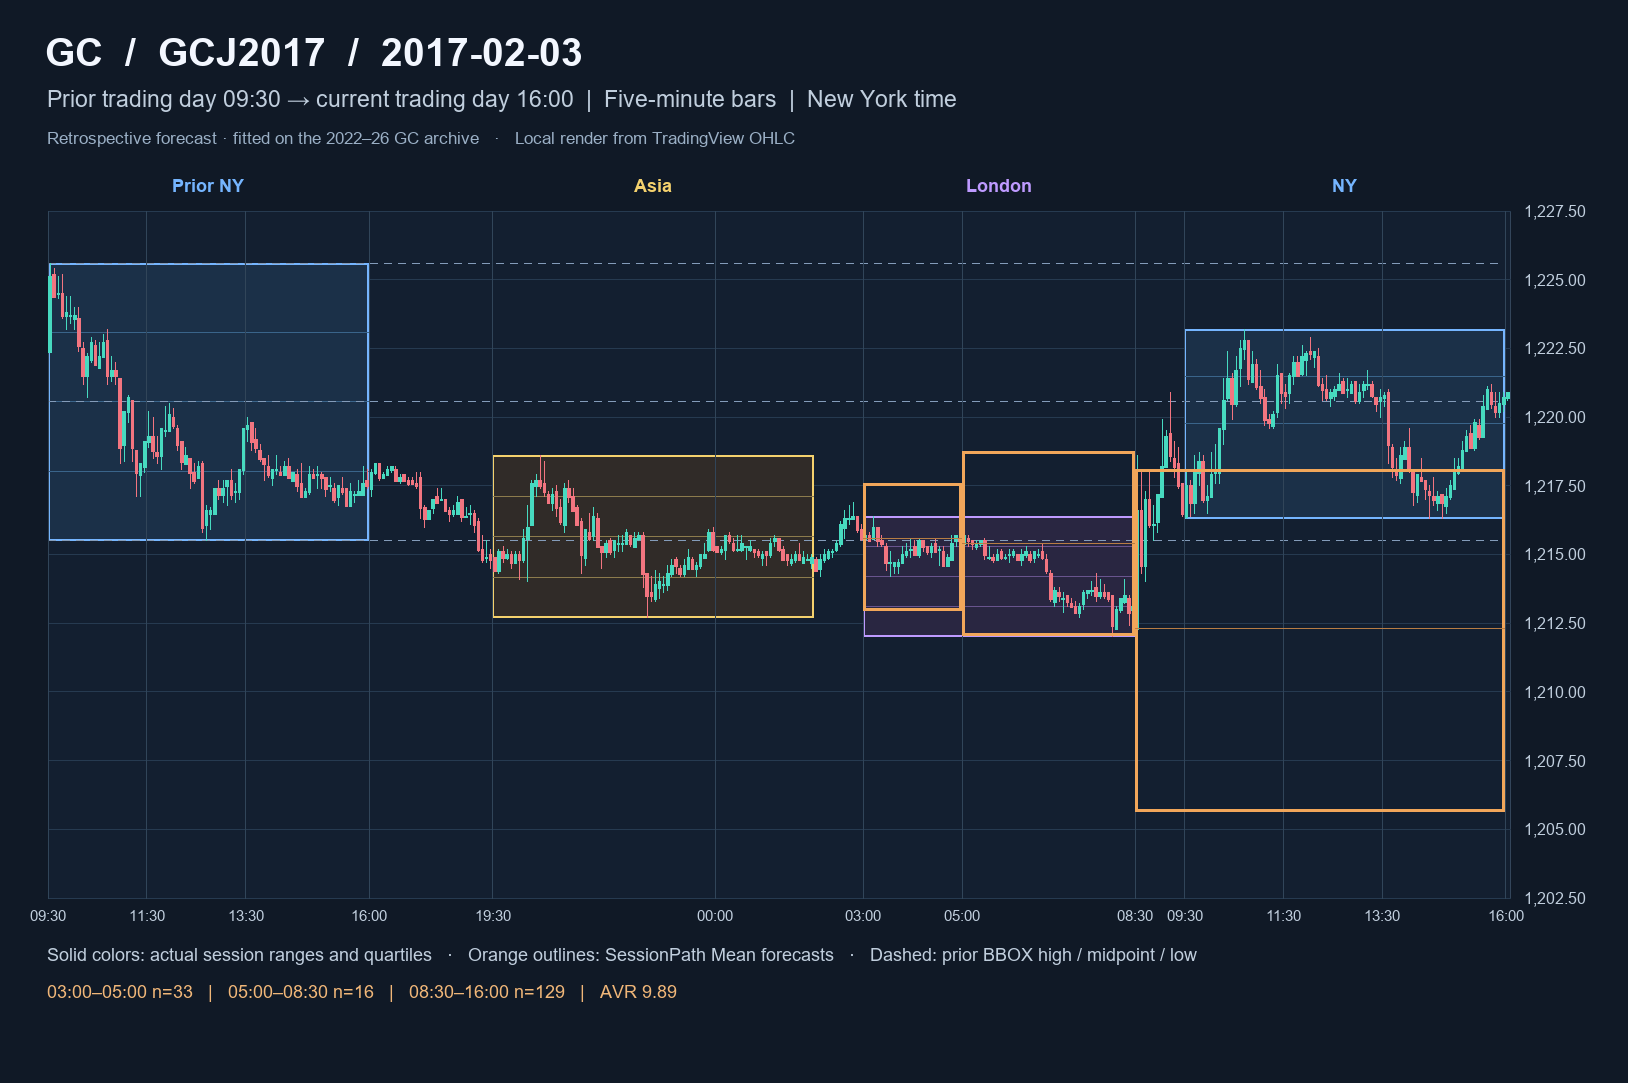 GC / GCJ2017 / 2017-02-03
Prior trading day 09:30 → current trading day 16:00 | Five-minute bars | New York time
Retrospective forecast · fitted on the 2022–26 GC archive · Local render from TradingView OHLC
Prior NY
Asia
London
NY
1,227.50
1,225.00
1,222.50
1,220.00
1,217.50
1,215.00
1,212.50
1,210.00
1,207.50
1,205.00
1,202.50
09:30 11:30 13:30 16:00 19:30 00:00 03:00 05:00 08:30 09:30 11:30 13:30 16:00
Solid colors: actual session ranges and quartiles · Orange outlines: SessionPath Mean forecasts · Dashed: prior BBOX high / midpoint / low
03:00–05:00 n=33 | 05:00–08:30 n=16 | 08:30–16:00 n=129 | AVR 9.89